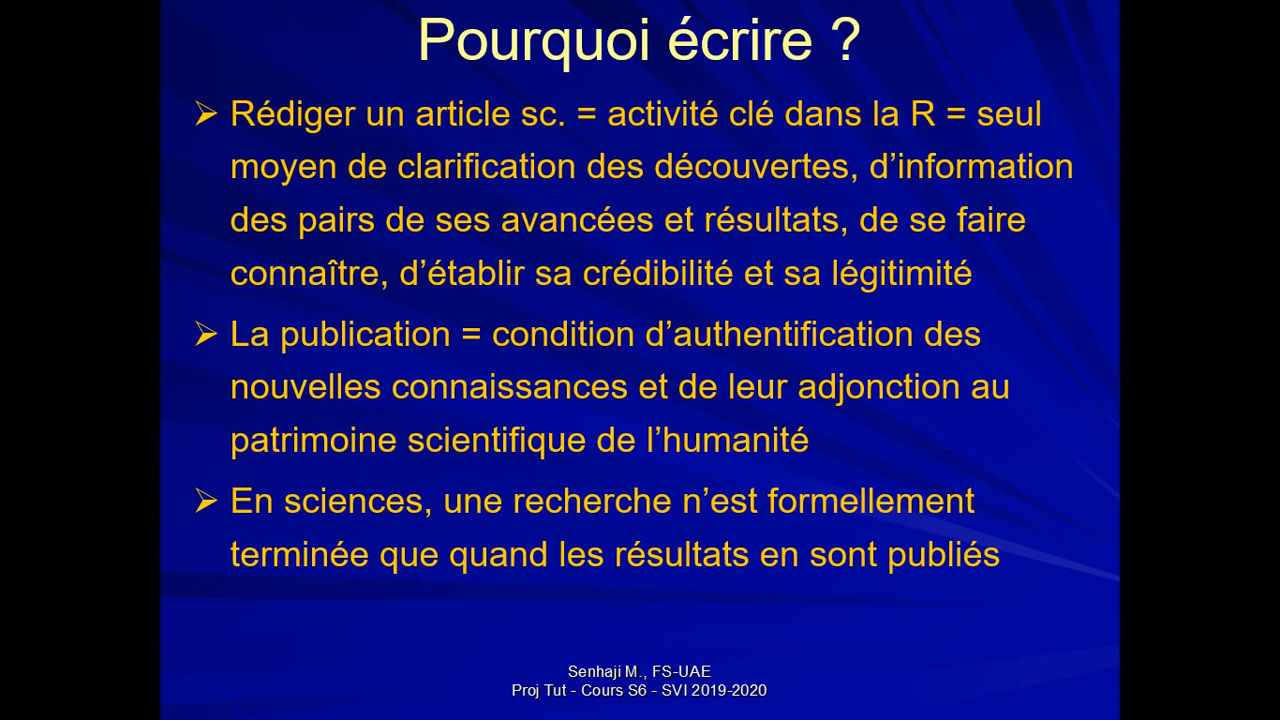 Pourquoi écrire ?
➢ Rédiger un article sc. = activité clé dans la R = seul
moyen de clarification des découvertes, d’information
des pairs de ses avancées et résultats, de se faire
connaître, d’établir sa crédibilité et sa légitimité
➢ La publication = condition d’authentification des
nouvelles connaissances et de leur adjonction au
patrimoine scientifique de l’humanité
➢ En sciences, une recherche n’est formellement
terminée que quand les résultats en sont publiés
Senhaji M., FS-UAE
Proj Tut - Cours S6 - SVI 2019-2020